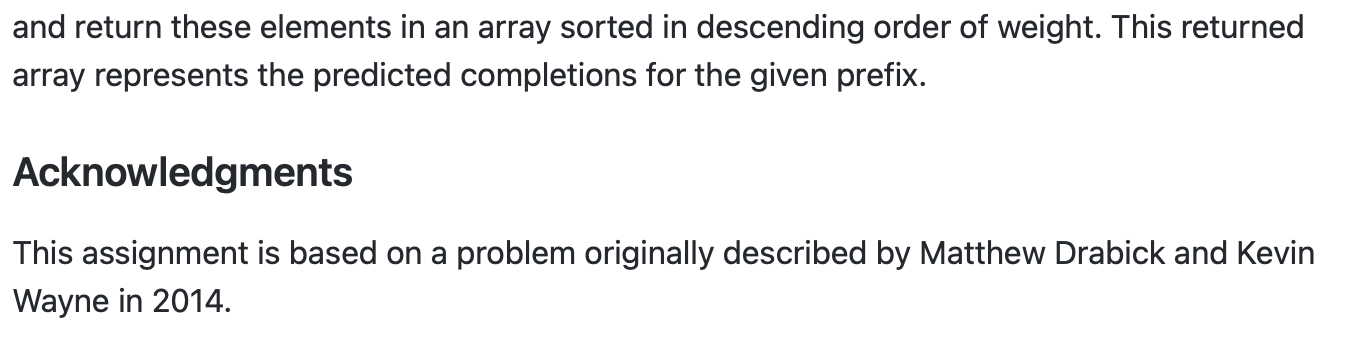 and return these elements in an array sorted in descending order of weight. This returned
array represents the predicted completions for the given prefix.
Acknowledgments
This assignment is based on a problem originally described by Matthew Drabick and Kevin
Wayne in 2014.